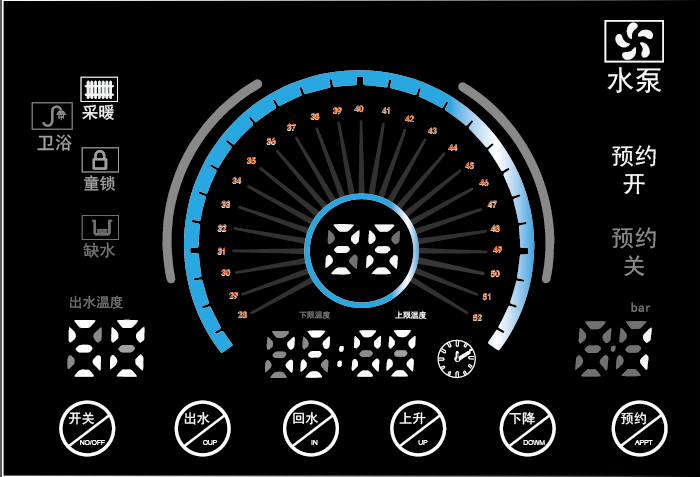 水泵
采暖
卫浴
童锁
缺水
预约
开
预约
关
28
29
30
31
32
33
34
35
36
37
38
39
40
41
42
43
44
45
46
47
48
49
50
51
52
出水温度
下限温度
上限温度
bar
开关
NO/OFF
出水
OUP
回水
IN
上升
UP
下降
DOWM
预约
APPT